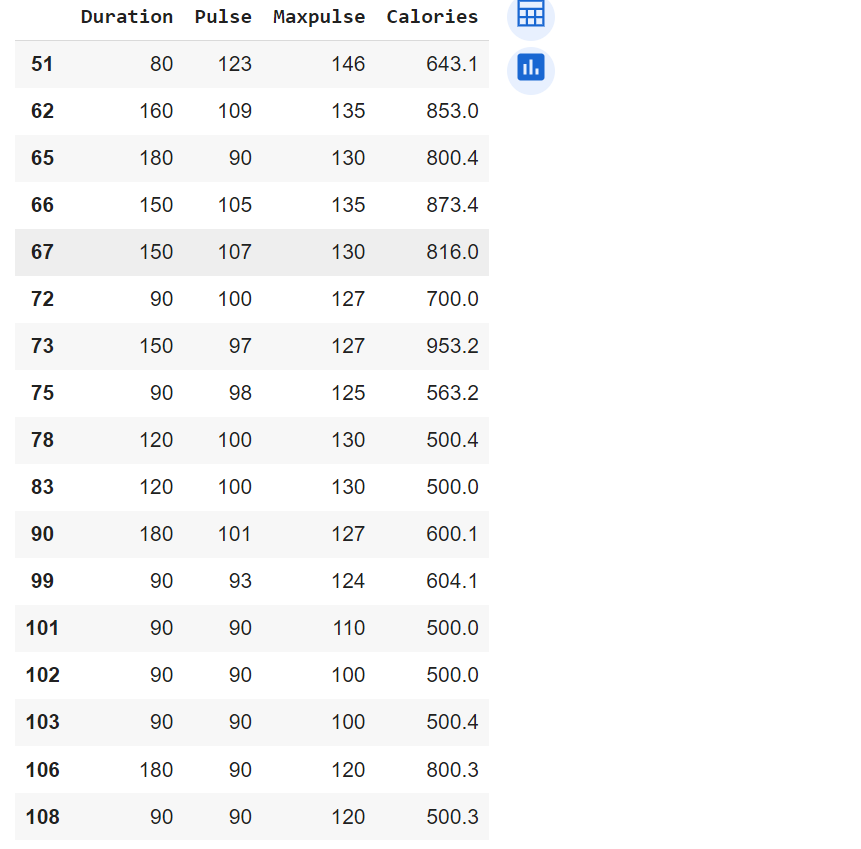 Duration Pulse Maxpulse Calories
51 80 123 146 643.1
62 160 109 135 853.0
65 180 90 130 800.4
66 150 105 135 873.4
67 150 107 130 816.0
72 90 100 127 700.0
73 150 97 127 953.2
75 90 98 125 563.2
78 120 100 130 500.4
83 120 100 130 500.0
90 180 101 127 600.1
99 90 93 124 604.1
101 90 90 110 500.0
102 90 90 100 500.0
103 90 90 100 500.4
106 180 90 120 800.3
108 90 90 120 500.3